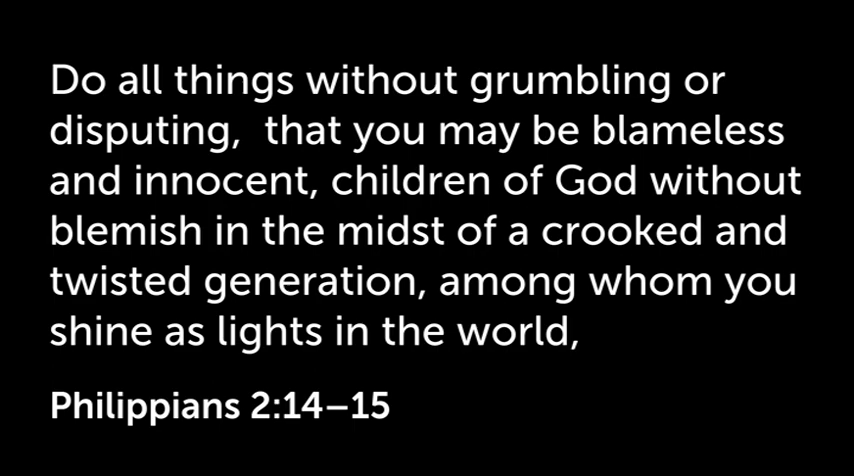 Do all things without grumbling or
disputing,  that you may be blameless
and innocent, children of God without
blemish in the midst of a crooked and
twisted generation, among whom you
shine as lights in the world,
Philippians 2:14–15